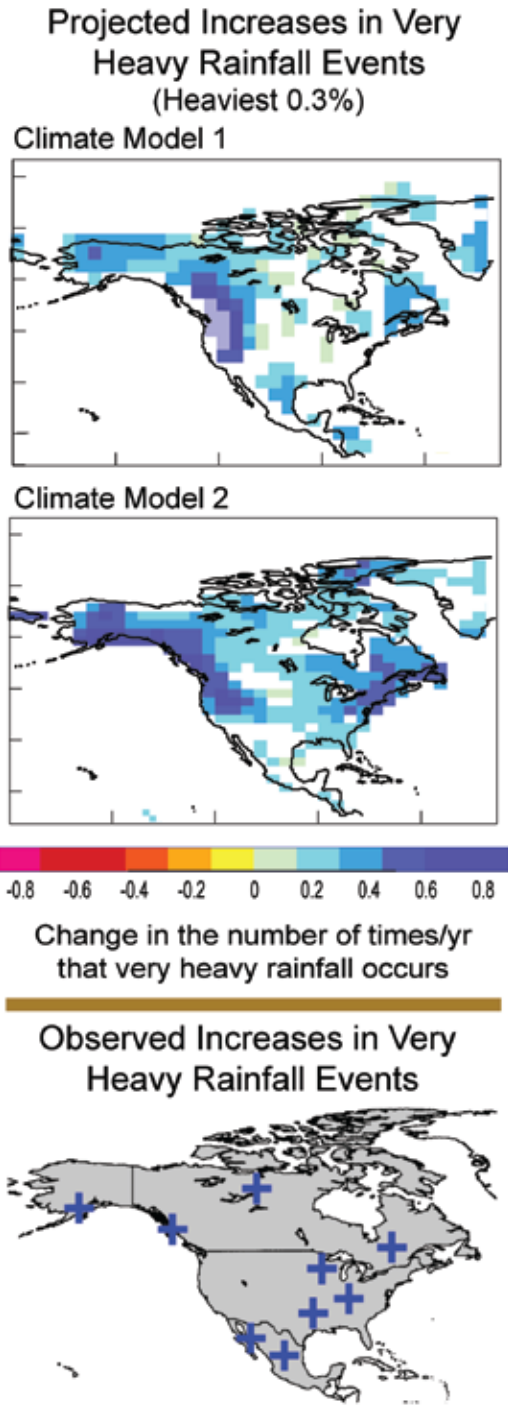 Projected Increases in Very
Heavy Rainfall Events
(Heaviest 0.3%)
Climate Model 1
Climate Model 2
-0.8 -0.6 -0.4 -0.2 0 0.2 0.4 0.6 0.8
Change in the number of times/yr
that very heavy rainfall occurs
Observed Increases in Very
Heavy Rainfall Events